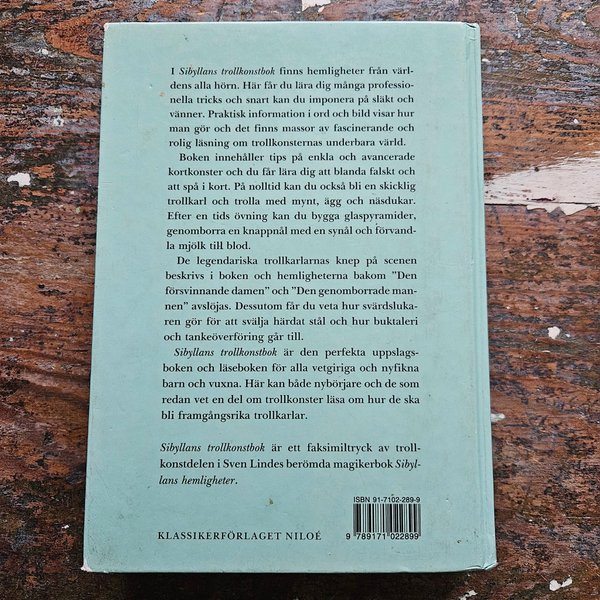 I Sibyllans trollkonstbok finns hemligheter från värl-
dens alla hörn. Här får du lära dig många professio-
nella tricks och snart kan du imponera på släkt och
vänner. Praktisk information i ord och bild visar hur
man gör och det finns massor av fascinerande och
rolig läsning om trollkonsternas underbara värld.
Boken innehåller tips på enkla och avancerade
kortkonster och du får lära dig att blanda falskt och
att spå i kort. På nolltid kan du också bli en skicklig
trollkarl och trolla med mynt, ägg och näsdukar.
Efter en tids övning kan du bygga glaspyramider,
genomborra en knappnål med en synål och förvand-
la mjölk till blod.
De legendariska trollkarlarnas knep på scenen
beskrivs i boken och hemligheterna bakom "Den
försvinnande damen" och "Den genomborrade man-
nen" avslöjas. Dessutom får du veta hur svärdsluka-
ren gör för att svälja härdat stål och hur buktaleri
och tankeöverföring går till.
Sibyllans trollkonstbok är den perfekta uppslags-
boken och läseboken för alla vetgiriga och nyfikna
barn och vuxna. Här kan både nybörjare och de som
redan vet en del om trollkonster läsa om hur de ska
bli framgångsrika trollkarlar.
Sibyllans trollkonstbok är ett faksimiltryck av troll-
konstdelen i Sven Lindes berömda magikerbok Sibyl-
lans hemligheter.
ISBN 91-7102-289-9
KLASSIKERFÖRLAGET NILOÉ
9 789171 022899